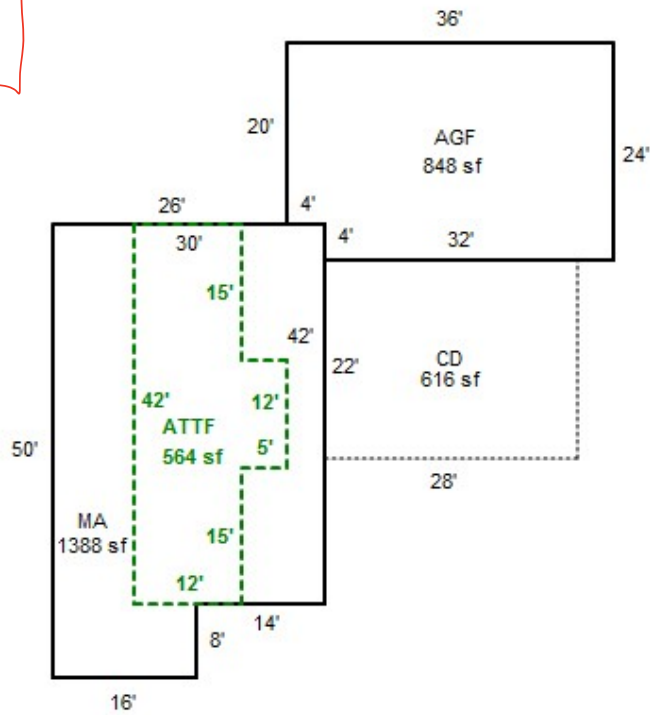 36'
20'
AGF
848 sf
24'
26'
4'
30'
4'
32'
15'
42'
22'
CD
616 sf
42'
12'
ATTF
564 sf
5'
50'
28'
MA
1388 sf
15'
12'
14'
8'
16'